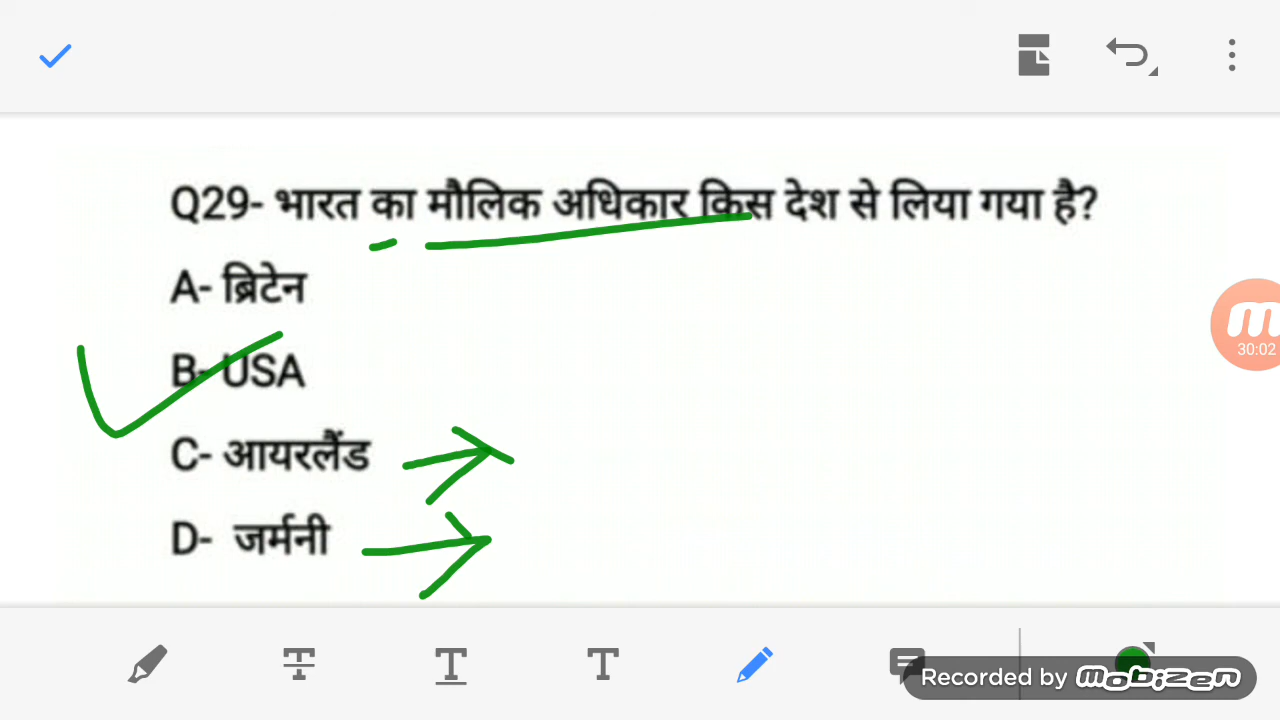 Q29- भारत का मौलिक अधिकार किस देश से लिया गया है?
A- ब्रिटेन
B- USA
C- आयरलैंड
D- जर्मनी
30:02
T T T
Recorded by mobizen